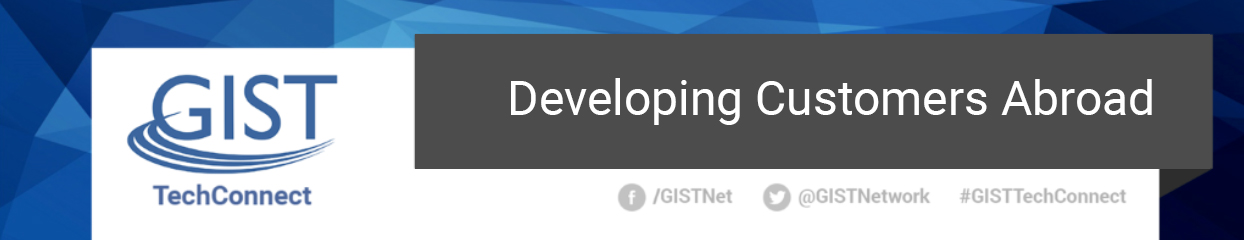 GIST
TechConnect
Developing Customers Abroad
/GISTNet @GISTNetwork #GISTTechConnect